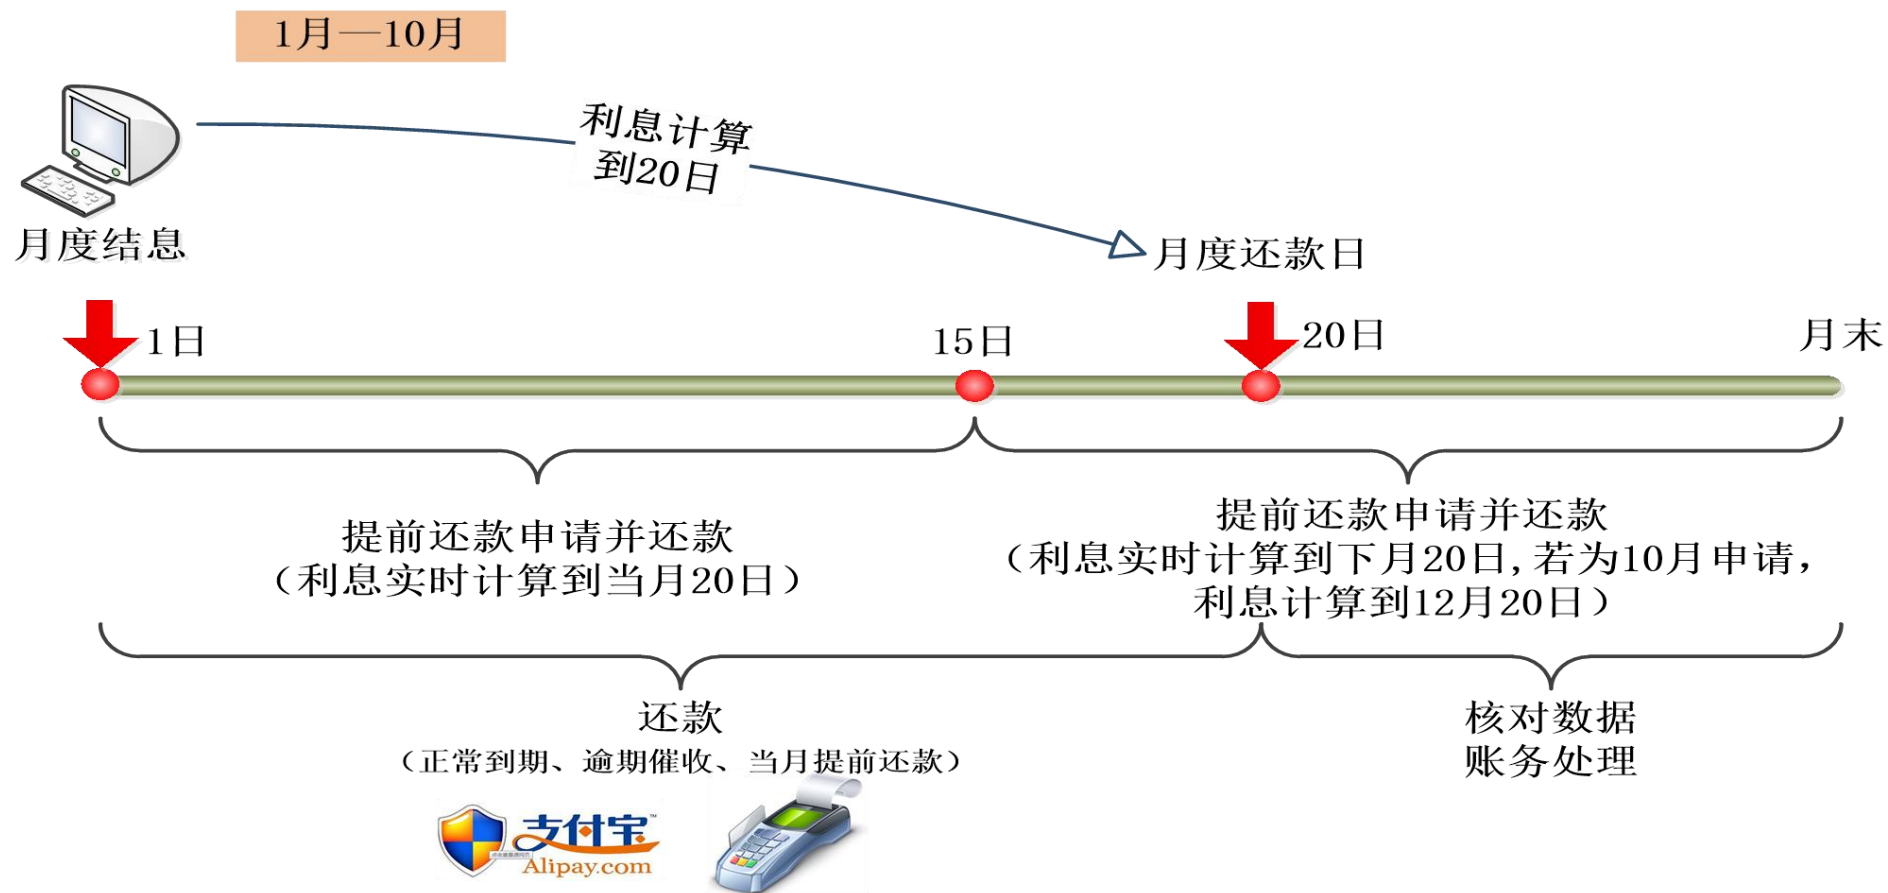 1月—10月
利息计算
到20日
月度结息
月度还款日
1日
15日
20日
月末
提前还款申请并还款
（利息实时计算到当月20日）
提前还款申请并还款
（利息实时计算到下月20日,若为10月申请，
利息计算到12月20日）
还款
（正常到期、逾期催收、当月提前还款）
核对数据
账务处理
支付宝™
Alipay.com